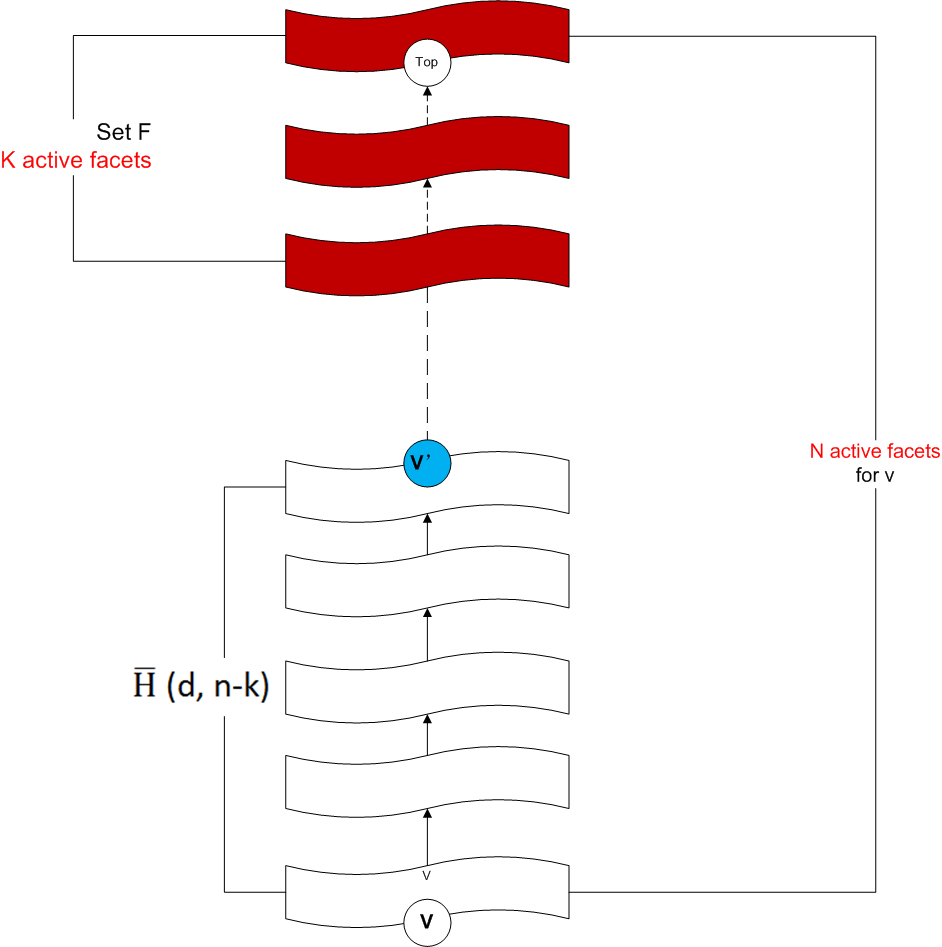 Top
Set F
K active facets
V'
N active facets
for v
H̅ (d, n-k)
V
V